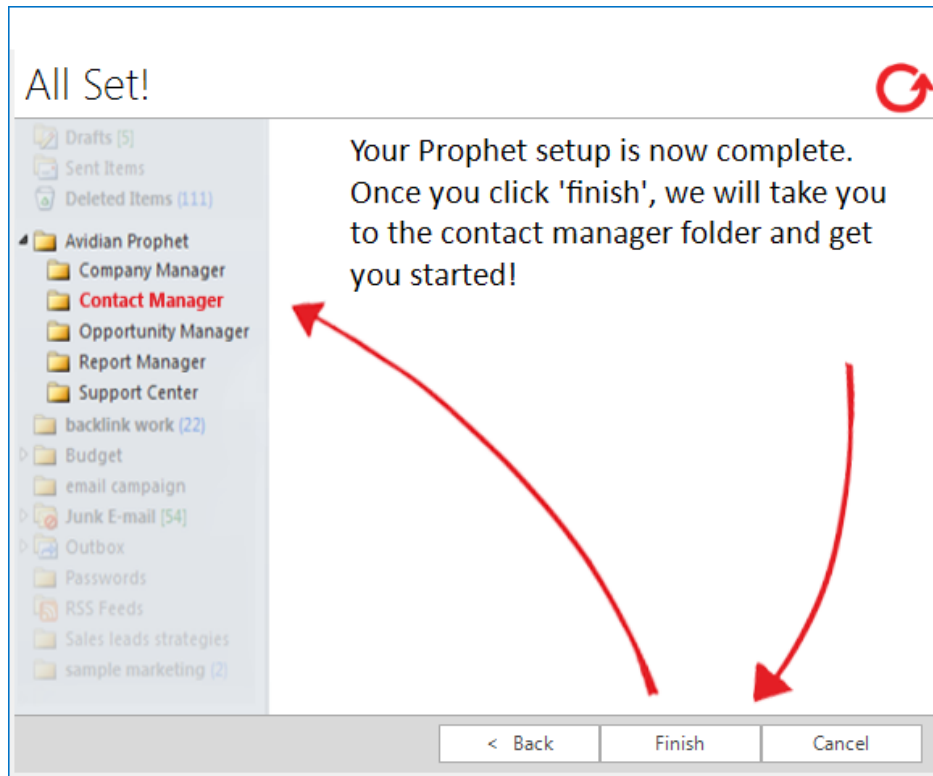 All Set!
Drafts [5]
Sent Items
Deleted Items (111)
Avidian Prophet
Company Manager
Contact Manager
Opportunity Manager
Report Manager
Support Center
backlink work (22)
Budget
email campaign
Junk E-mail [54]
Outbox
Passwords
RSS Feeds
Sales leads strategies
sample marketing (2)
Your Prophet setup is now complete.
Once you click 'finish', we will take you
to the contact manager folder and get
you started!
< Back
Finish
Cancel